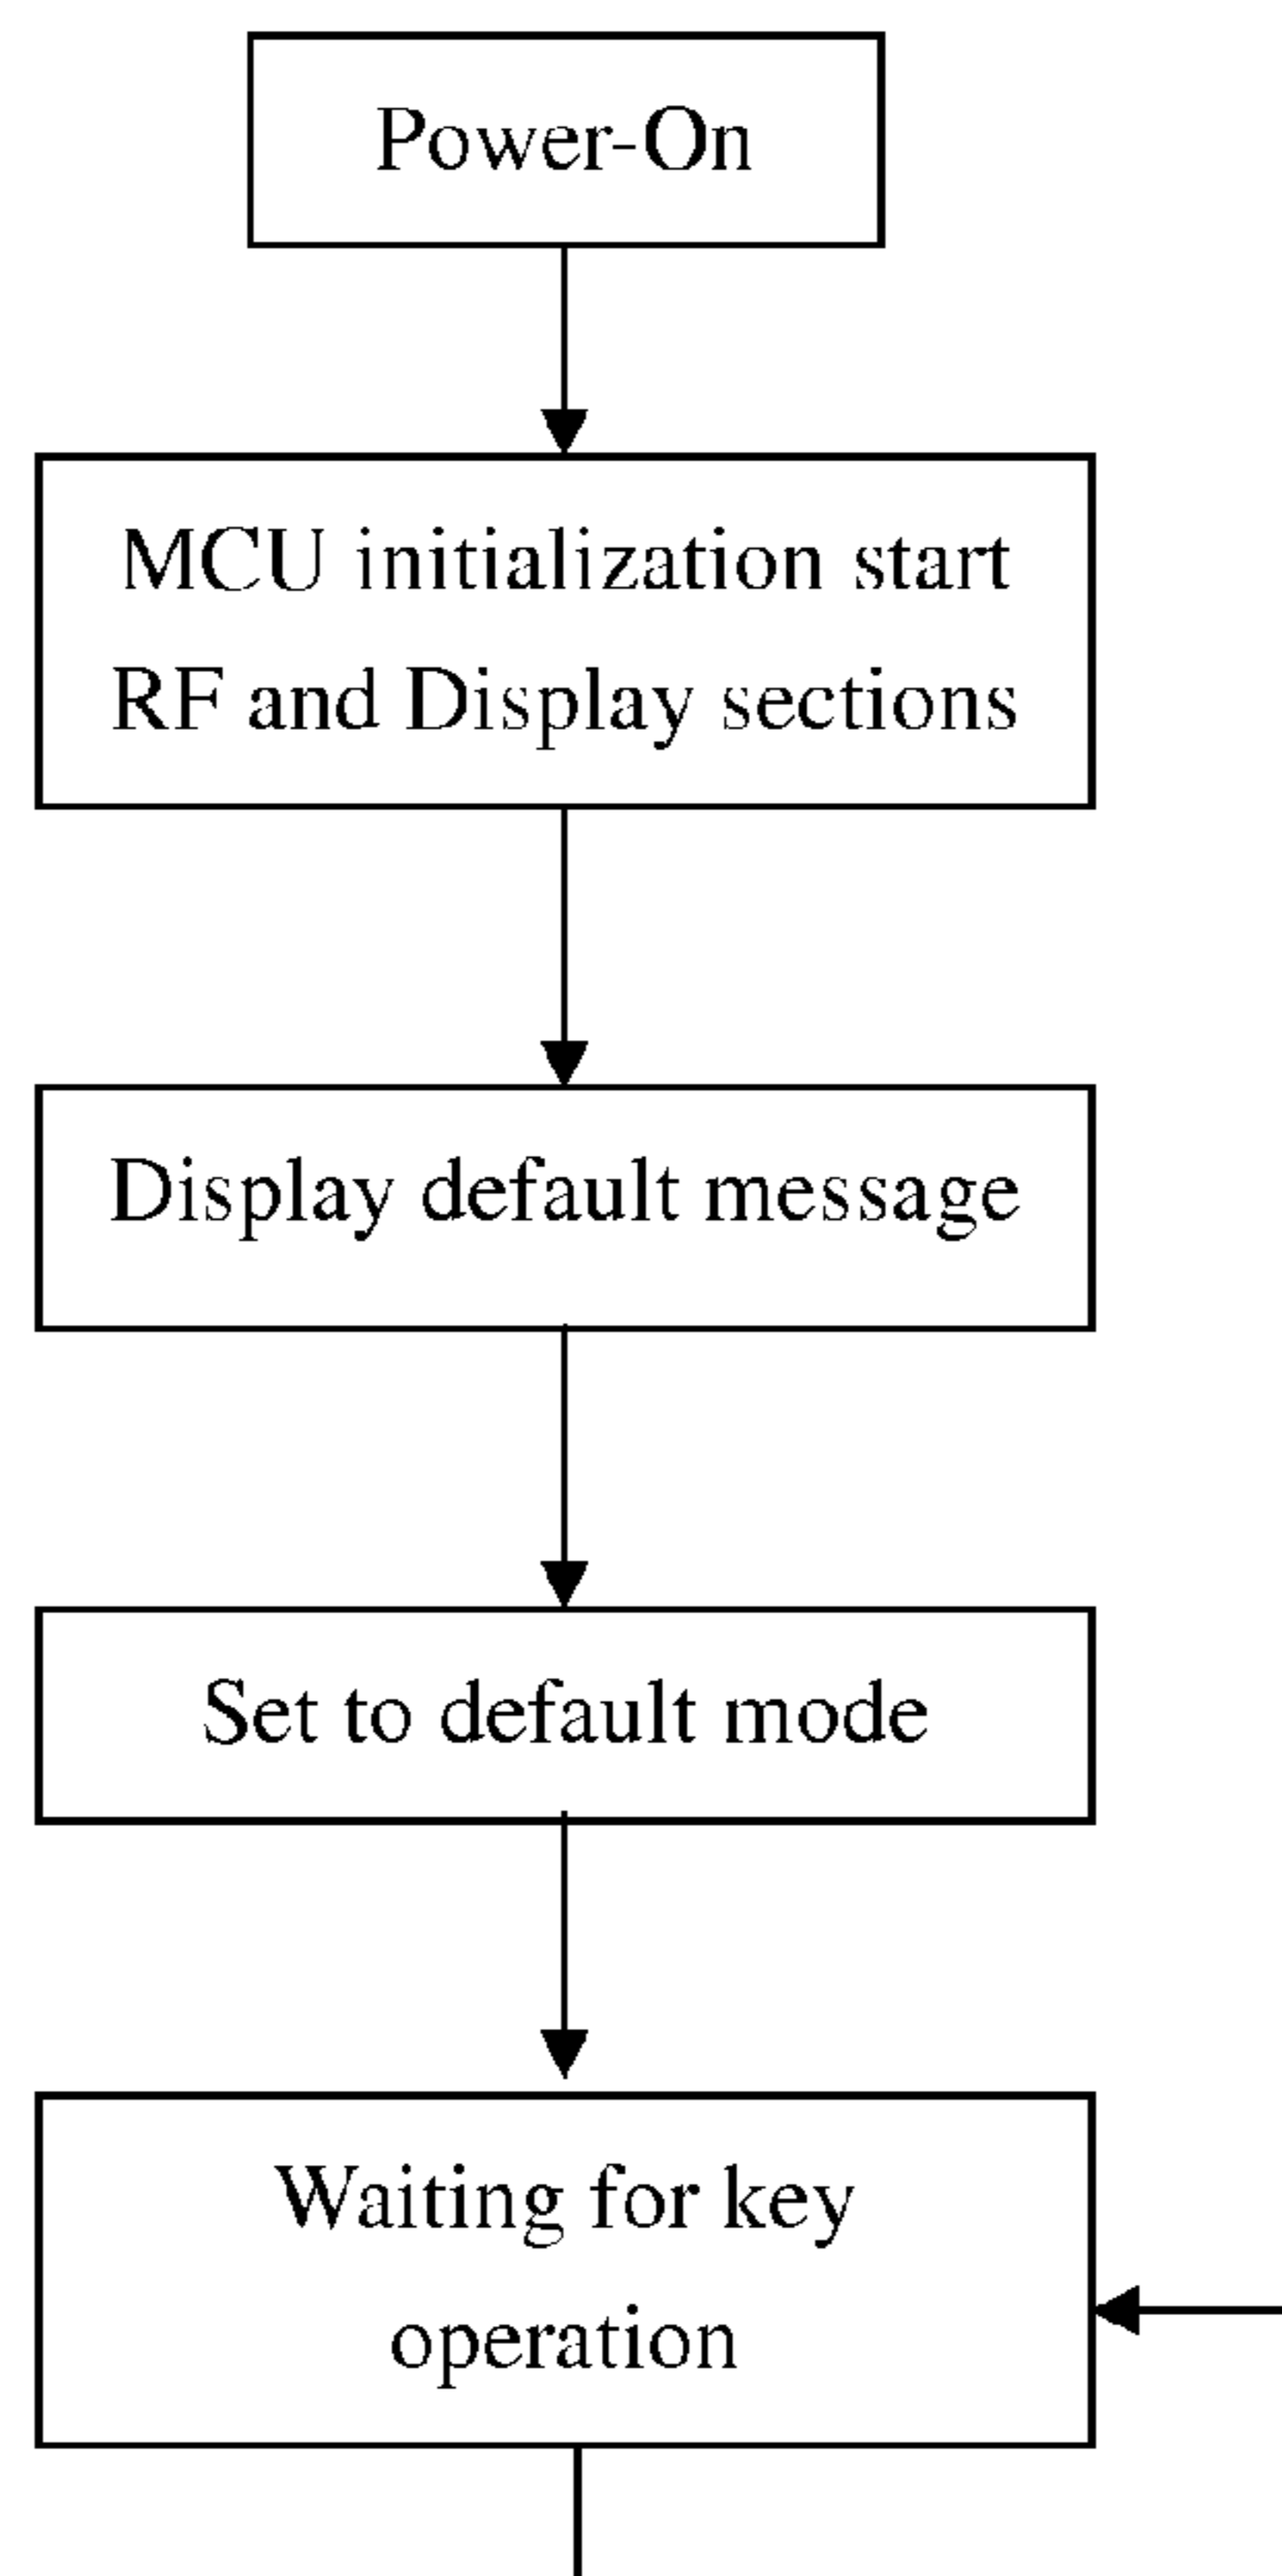 Power-On
MCU initialization start
RF and Display sections
Display default message
Set to default mode
Waiting for key
operation